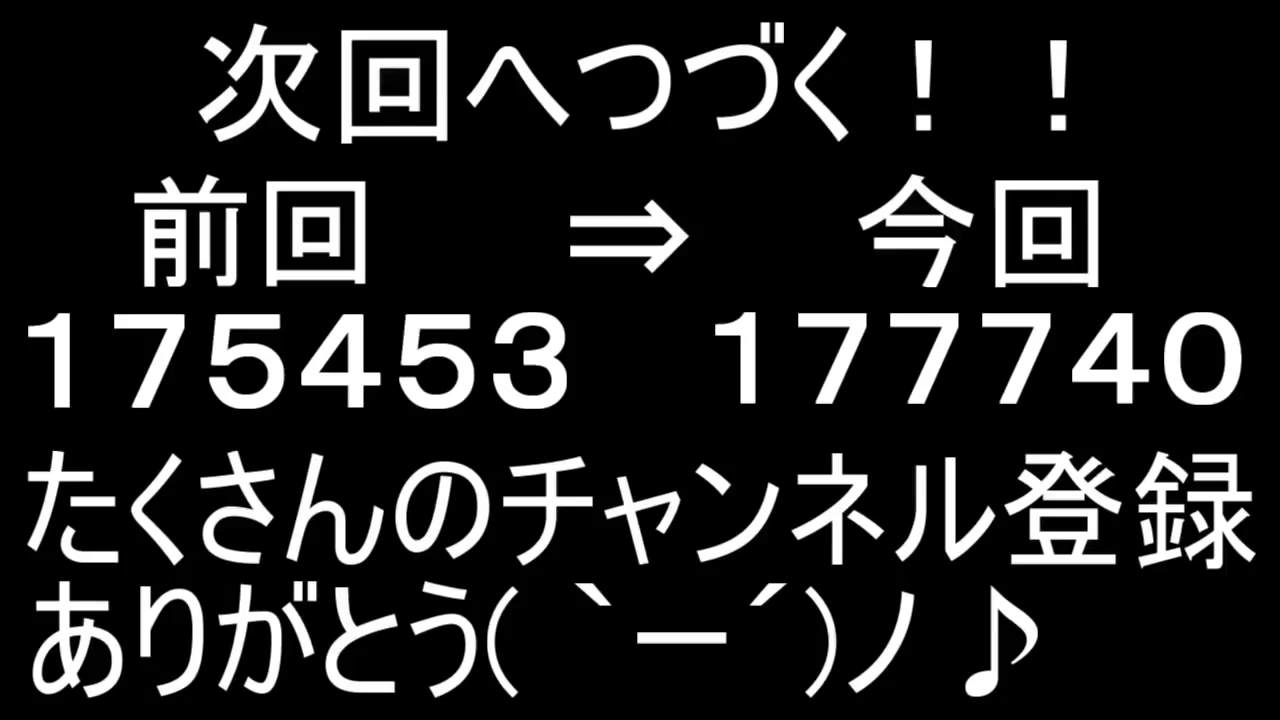 次回へつづく！！
前回　　⇒　　今回
１７５４５３　１７７７４０
たくさんのチャンネル登録
ありがとう(｀ー´)ノ♪